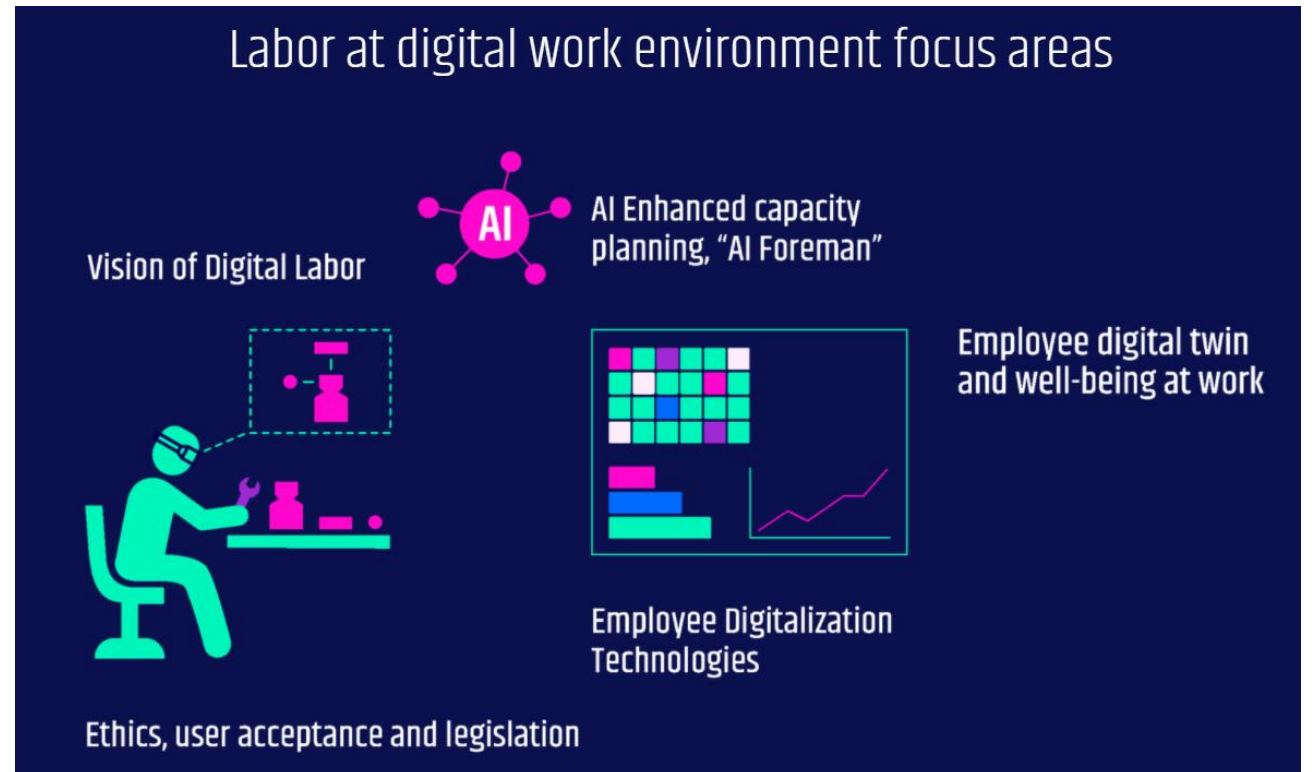 Labor at digital work environment focus areas
AI
AI Enhanced capacity
planning, “AI Foreman”
Vision of Digital Labor
Employee digital twin
and well-being at work
Employee Digitalization
Technologies
Ethics, user acceptance and legislation